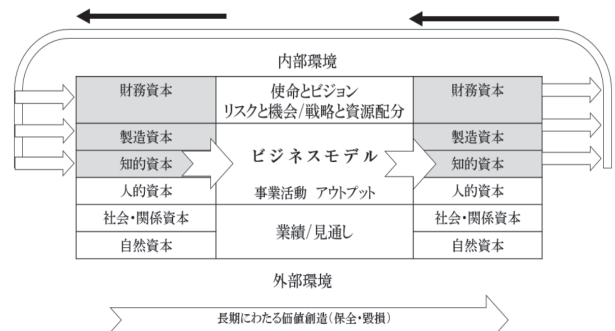 内部環境
財務資本
使命とビジョン
リスクと機会/戦略と資源配分
財務資本
製造資本
知的資本
ビジネスモデル
製造資本
知的資本
人的資本
事業活動 アウトプット
人的資本
社会・関係資本
自然資本
業績/見通し
社会・関係資本
自然資本
外部環境
長期にわたる価値創造(保全・毀損)